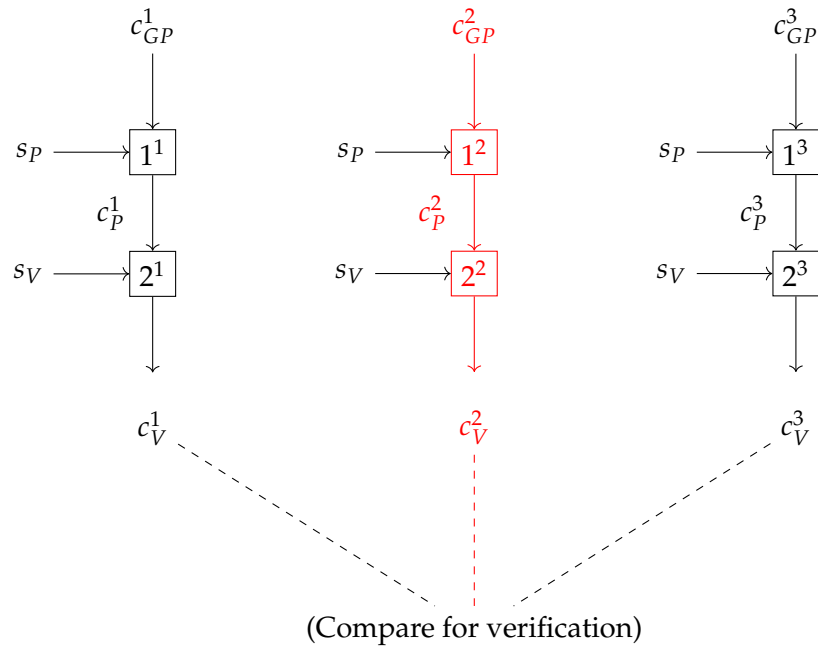 c^1_{GP} c^2_{GP} c^3_{GP}
s_P 1^1 s_P 1^2 s_P 1^3
c^1_P c^2_P c^3_P
s_V 2^1 s_V 2^2 s_V 2^3
c^1_V c^2_V c^3_V
(Compare for verification)